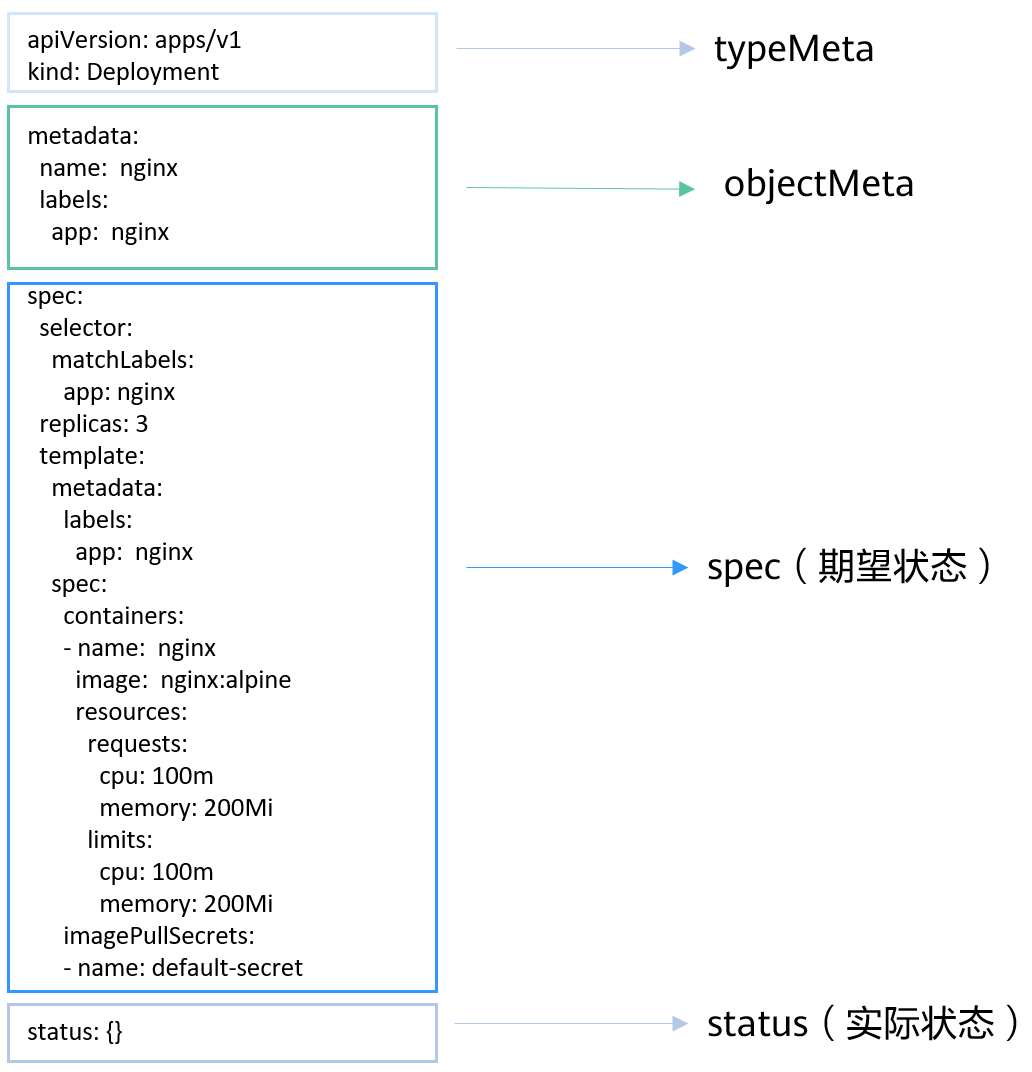 apiVersion: apps/v1
kind: Deployment
typeMeta
metadata:
name: nginx
labels:
app: nginx
objectMeta
spec:
selector:
matchLabels:
app: nginx
replicas: 3
template:
metadata:
labels:
app: nginx
spec:
containers:
- name: nginx
image: nginx:alpine
resources:
requests:
cpu: 100m
memory: 200Mi
limits:
cpu: 100m
memory: 200Mi
imagePullSecrets:
- name: default-secret
spec（期望状态）
status: {}
status（实际状态）